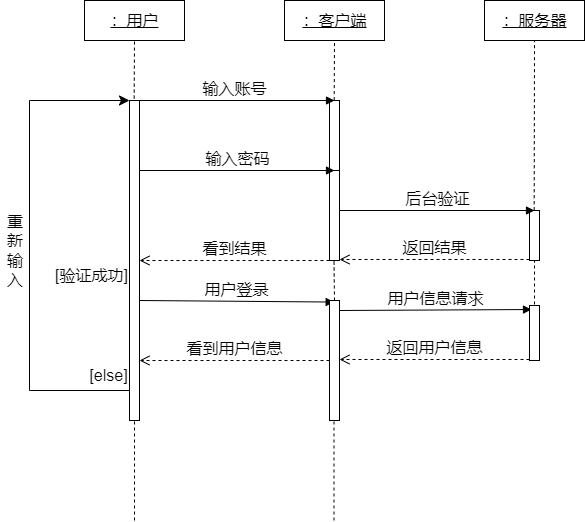 ：用户
：客户端
：服务器
输入账号
输入密码
后台验证
重新输入
看到结果
返回结果
[验证成功]
用户登录
用户信息请求
看到用户信息
返回用户信息
[else]